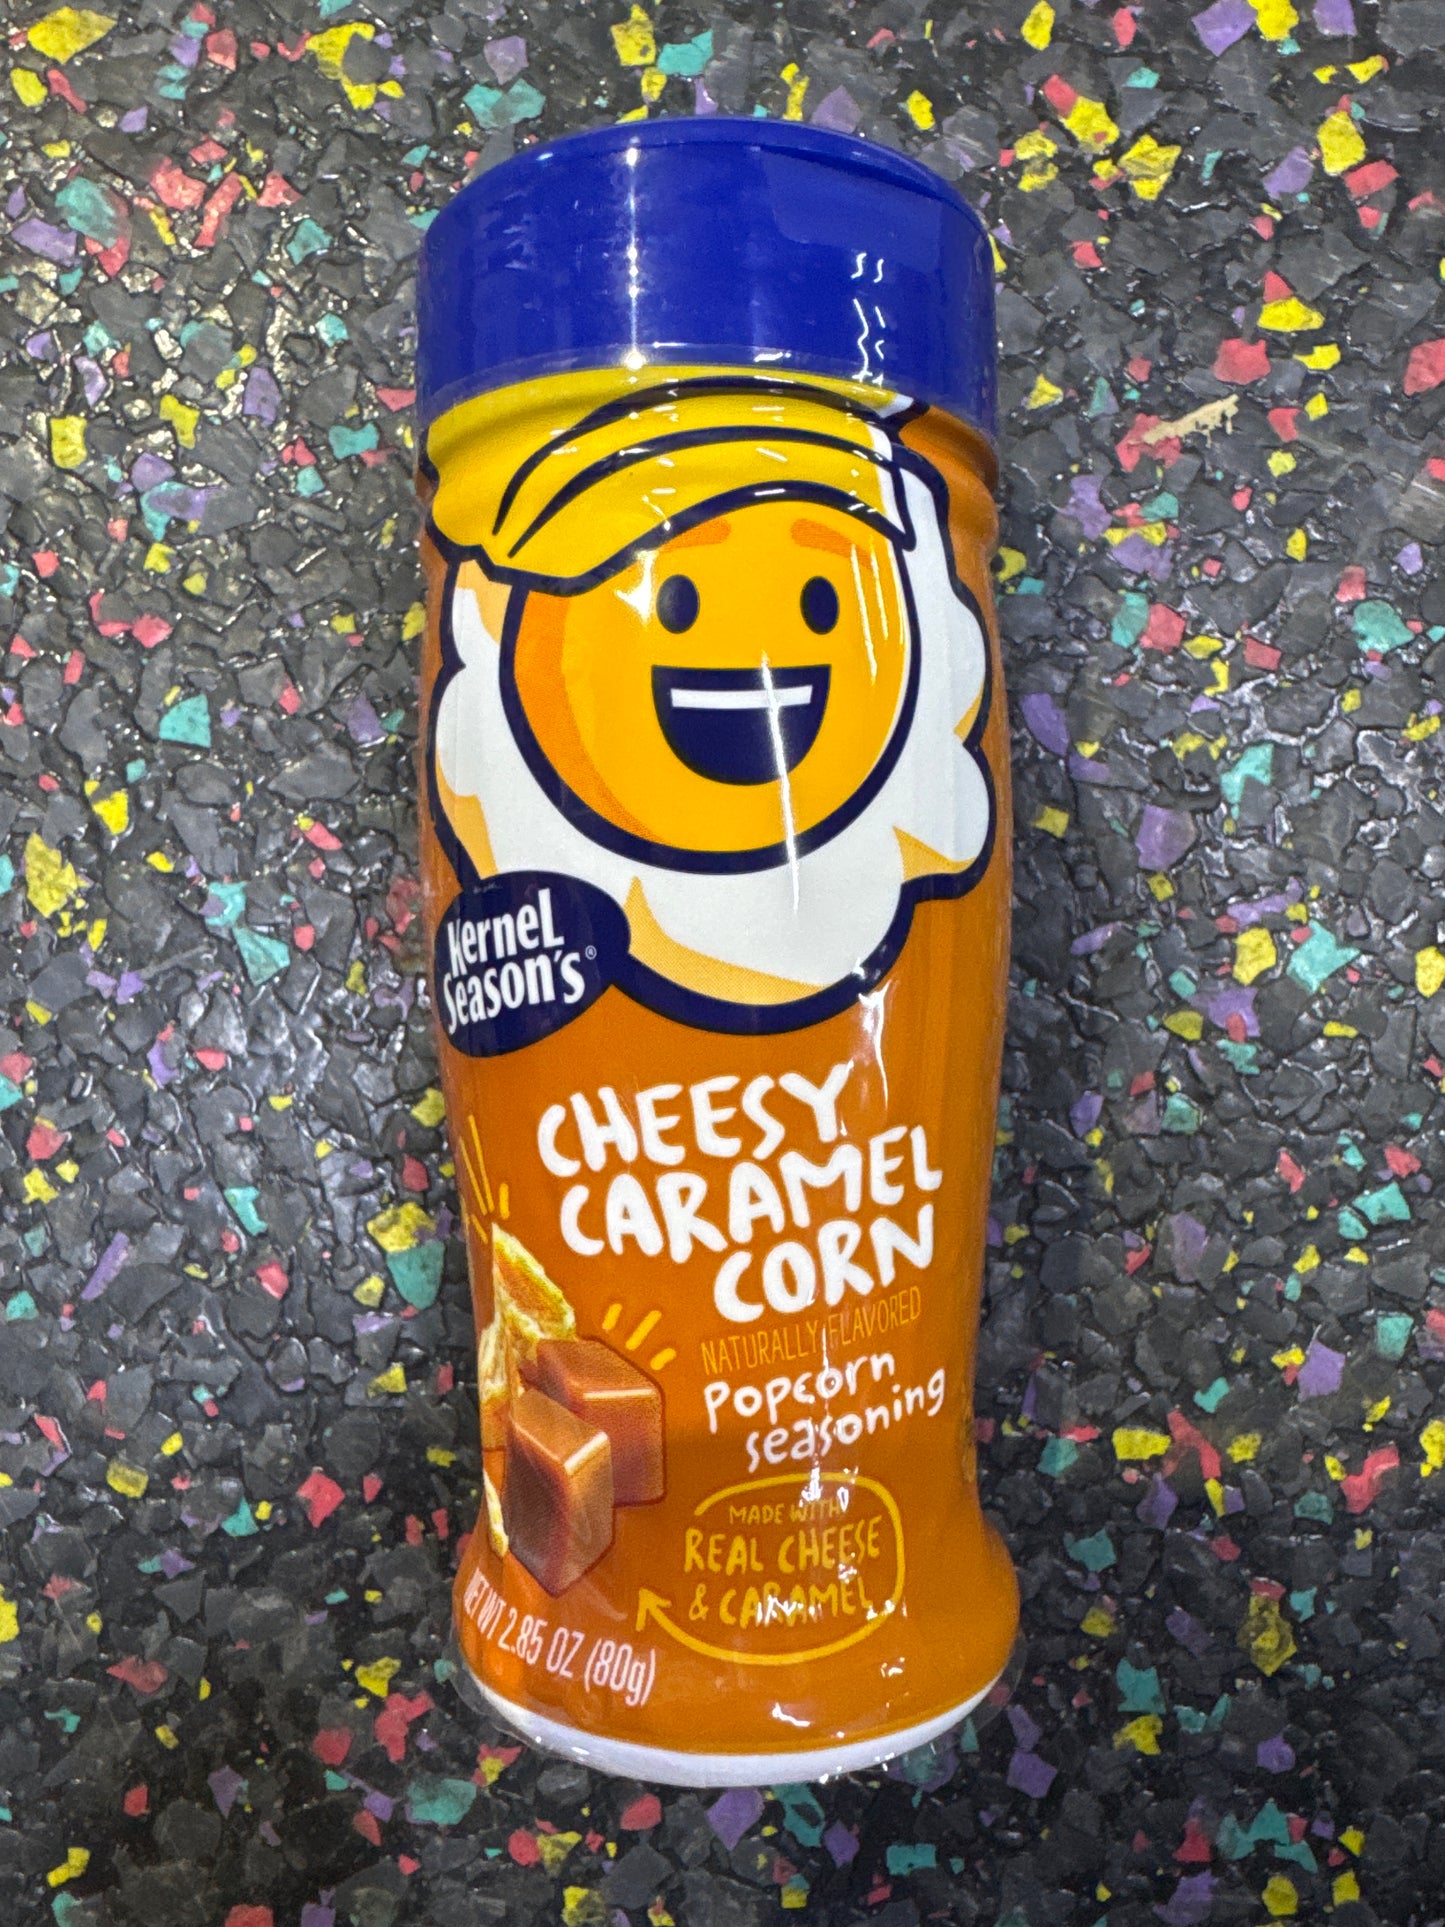 Kernel
Season's®
CHEESY
CARAMEL
CORN
NATURALLY FLAVORED
Popcorn
seasoning
MADE WITH
REAL CHEESE
& CARAMEL
NET WT 2.85 OZ (80g)